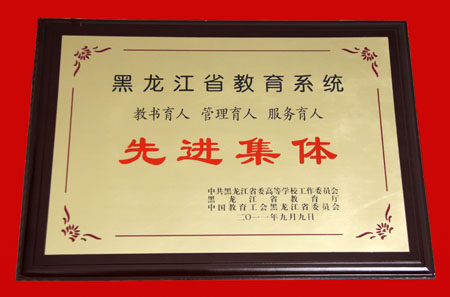 黑龙江省教育系统
教书育人 管理育人 服务育人
先进集体
中共黑龙江省委高等学校工作委员会
黑龙江省教育厅
中国教育工会黑龙江省委员会
二〇一一年九月九日